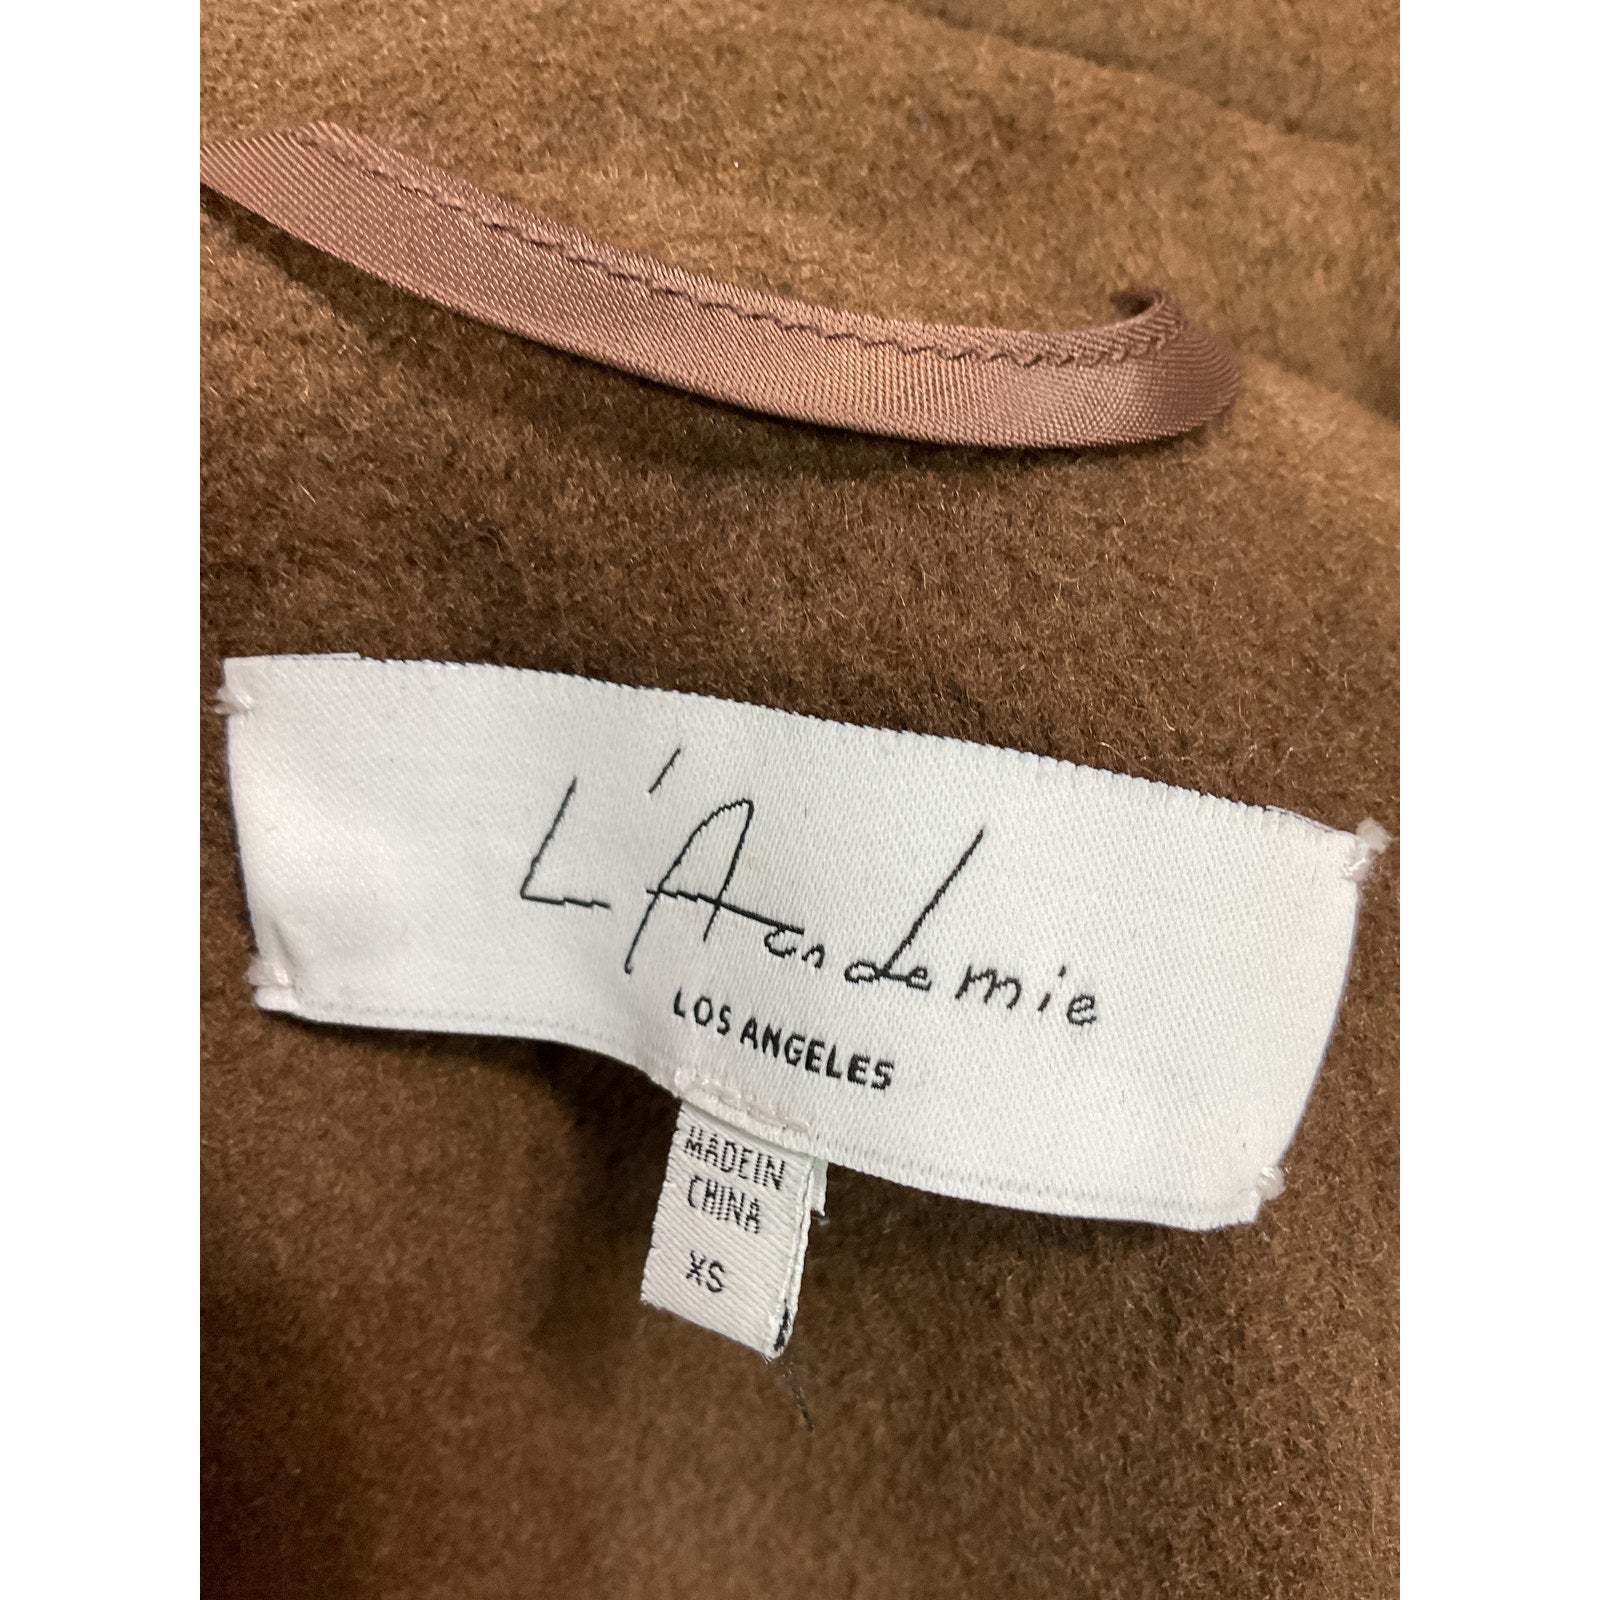 L'Academie
LOS ANGELES
MADE IN
CHINA
XS